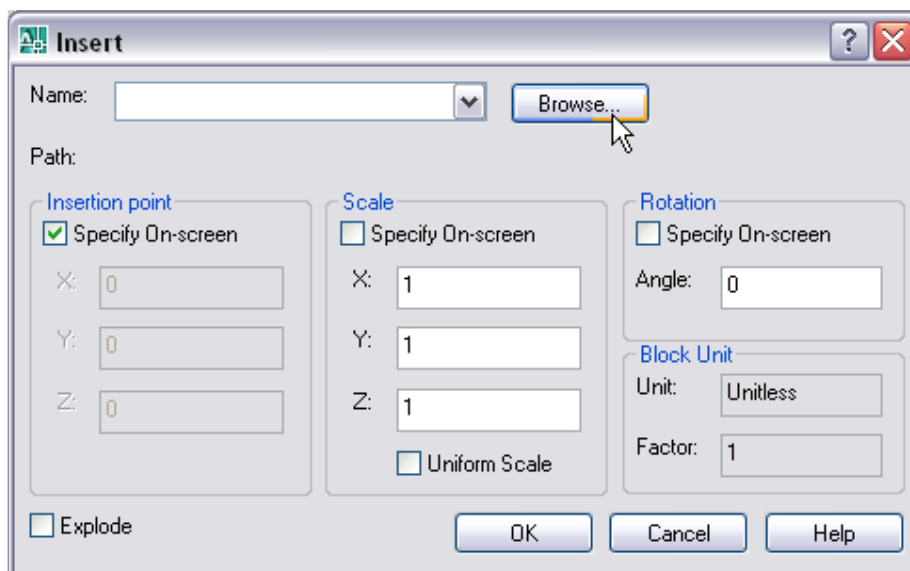 Insert
Name:
Browse...
Path:
Insertion point
Specify On-screen
X: 0
Y: 0
Z: 0
Scale
Specify On-screen
X: 1
Y: 1
Z: 1
Uniform Scale
Rotation
Specify On-screen
Angle: 0
Block Unit
Unit: Unitless
Factor: 1
Explode
OK
Cancel
Help